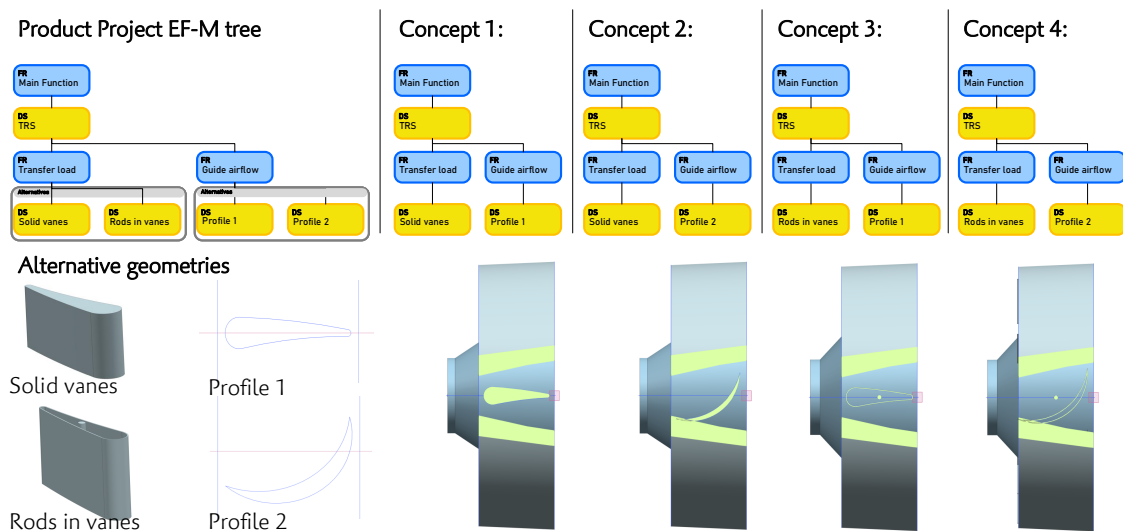 Product Project EF-M tree
Concept 1:
Concept 2:
Concept 3:
Concept 4:
FR
Main Function
DS
TRS
FR
Transfer load
FR
Guide airflow
Alternatives
Alternatives
DS
Solid vanes
DS
Rods in vanes
DS
Profile 1
DS
Profile 2
FR
Main Function
DS
TRS
FR
Transfer load
FR
Guide airflow
DS
Solid vanes
DS
Profile 1
FR
Main Function
DS
TRS
FR
Transfer load
FR
Guide airflow
DS
Solid vanes
DS
Profile 2
FR
Main Function
DS
TRS
FR
Transfer load
FR
Guide airflow
DS
Rods in vanes
DS
Profile 1
FR
Main Function
DS
TRS
FR
Transfer load
FR
Guide airflow
DS
Rods in vanes
DS
Profile 2
Alternative geometries
Solid vanes
Profile 1
Rods in vanes
Profile 2